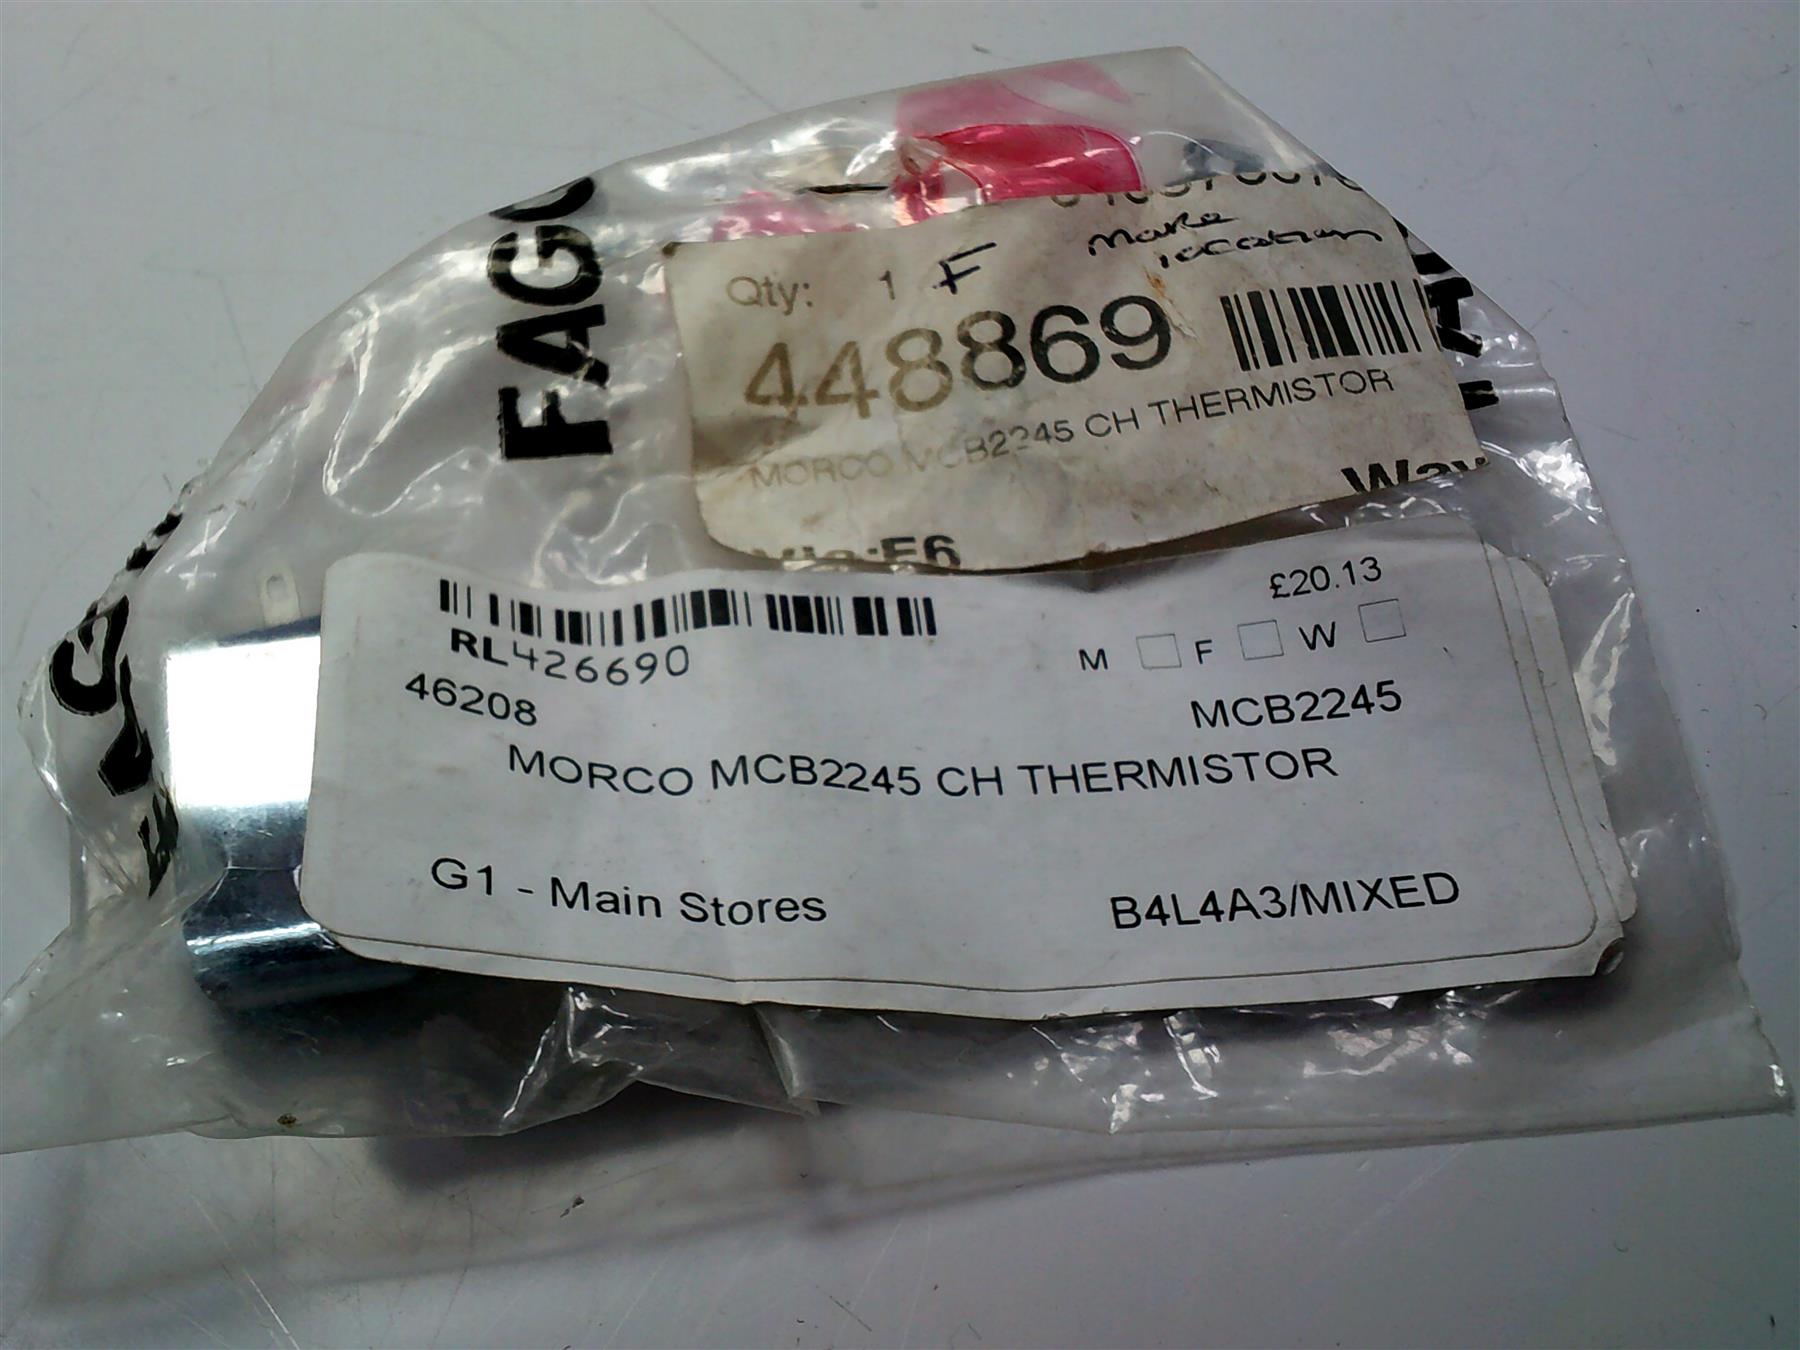 FAGO
Qty: 1 F
make location
448869
MORCO MCB2245 CH THERMISTOR
£20.13
RL426690
M F W
46208
MCB2245
MORCO MCB2245 CH THERMISTOR
G1 - Main Stores
B4L4A3/MIXED